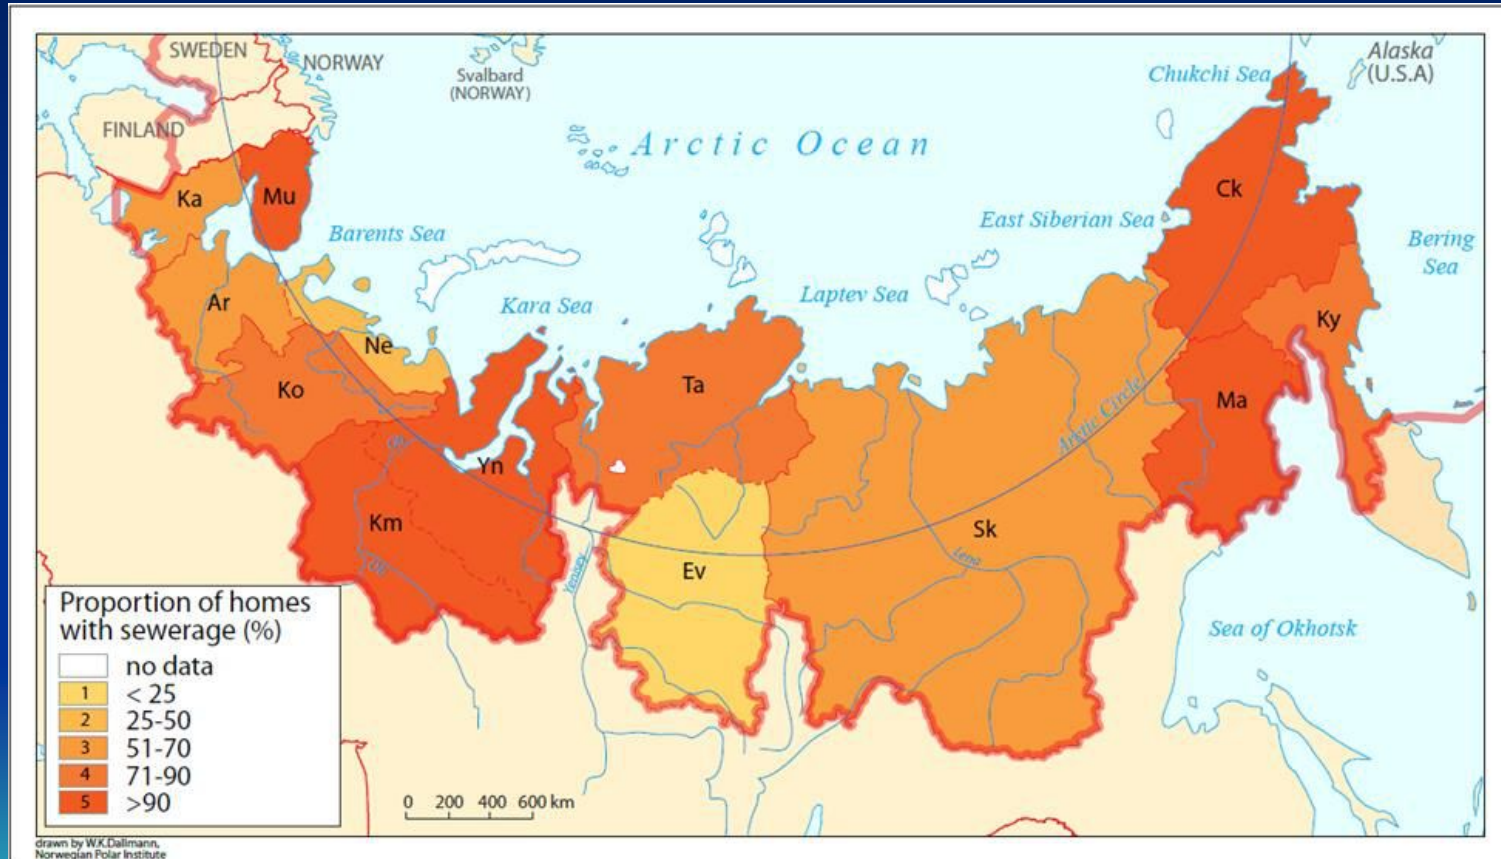 SWEDEN
NORWAY
Svalbard
(NORWAY)
FINLAND
Arctic Ocean
Chukchi Sea
Alaska
(U.S.A)
Ka
Mu
Ck
Barents Sea
East Siberian Sea
Bering
Sea
Kara Sea
Laptev Sea
Ar
Ne
Ky
Ko
Ta
Ma
Arctic Circle
Ob
Yn
Km
Sk
Ob
Yenisey
Lena
Ev
Sea of Okhotsk
Proportion of homes
with sewerage (%)
no data
1 < 25
2 25-50
3 51-70
4 71-90
5 >90
0 200 400 600 km
drawn by W.K.Dallmann,
Norwegian Polar Institute